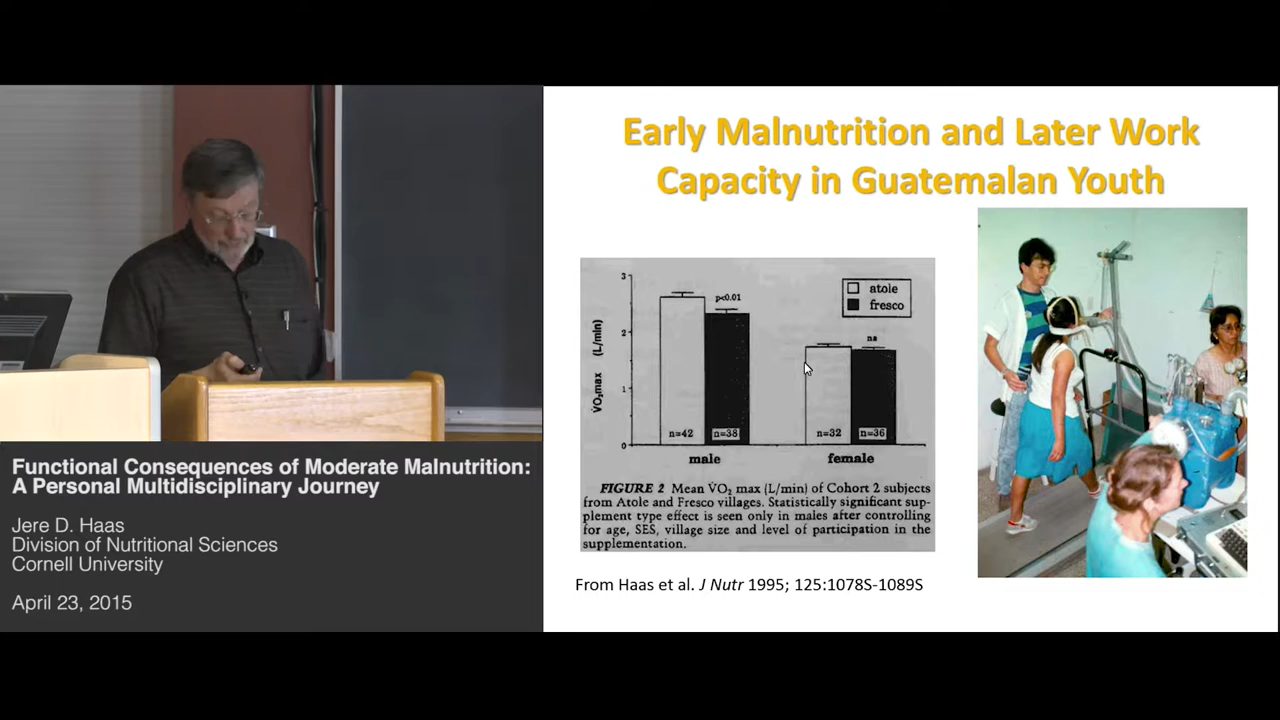 Early Malnutrition and Later Work
Capacity in Guatemalan Youth
3
2
1
0
V̇O₂max (L/min)
p<0.01
ns
atole
fresco
n=42
n=38
n=32
n=36
male
female
FIGURE 2 Mean V̇O₂ max (L/min) of Cohort 2 subjects
from Atole and Fresco villages. Statistically significant sup-
plement type effect is seen only in males after controlling
for age, SES, village size and level of participation in the
supplementation.
From Haas et al. J Nutr 1995; 125:1078S-1089S
Functional Consequences of Moderate Malnutrition:
A Personal Multidisciplinary Journey
Jere D. Haas
Division of Nutritional Sciences
Cornell University
April 23, 2015